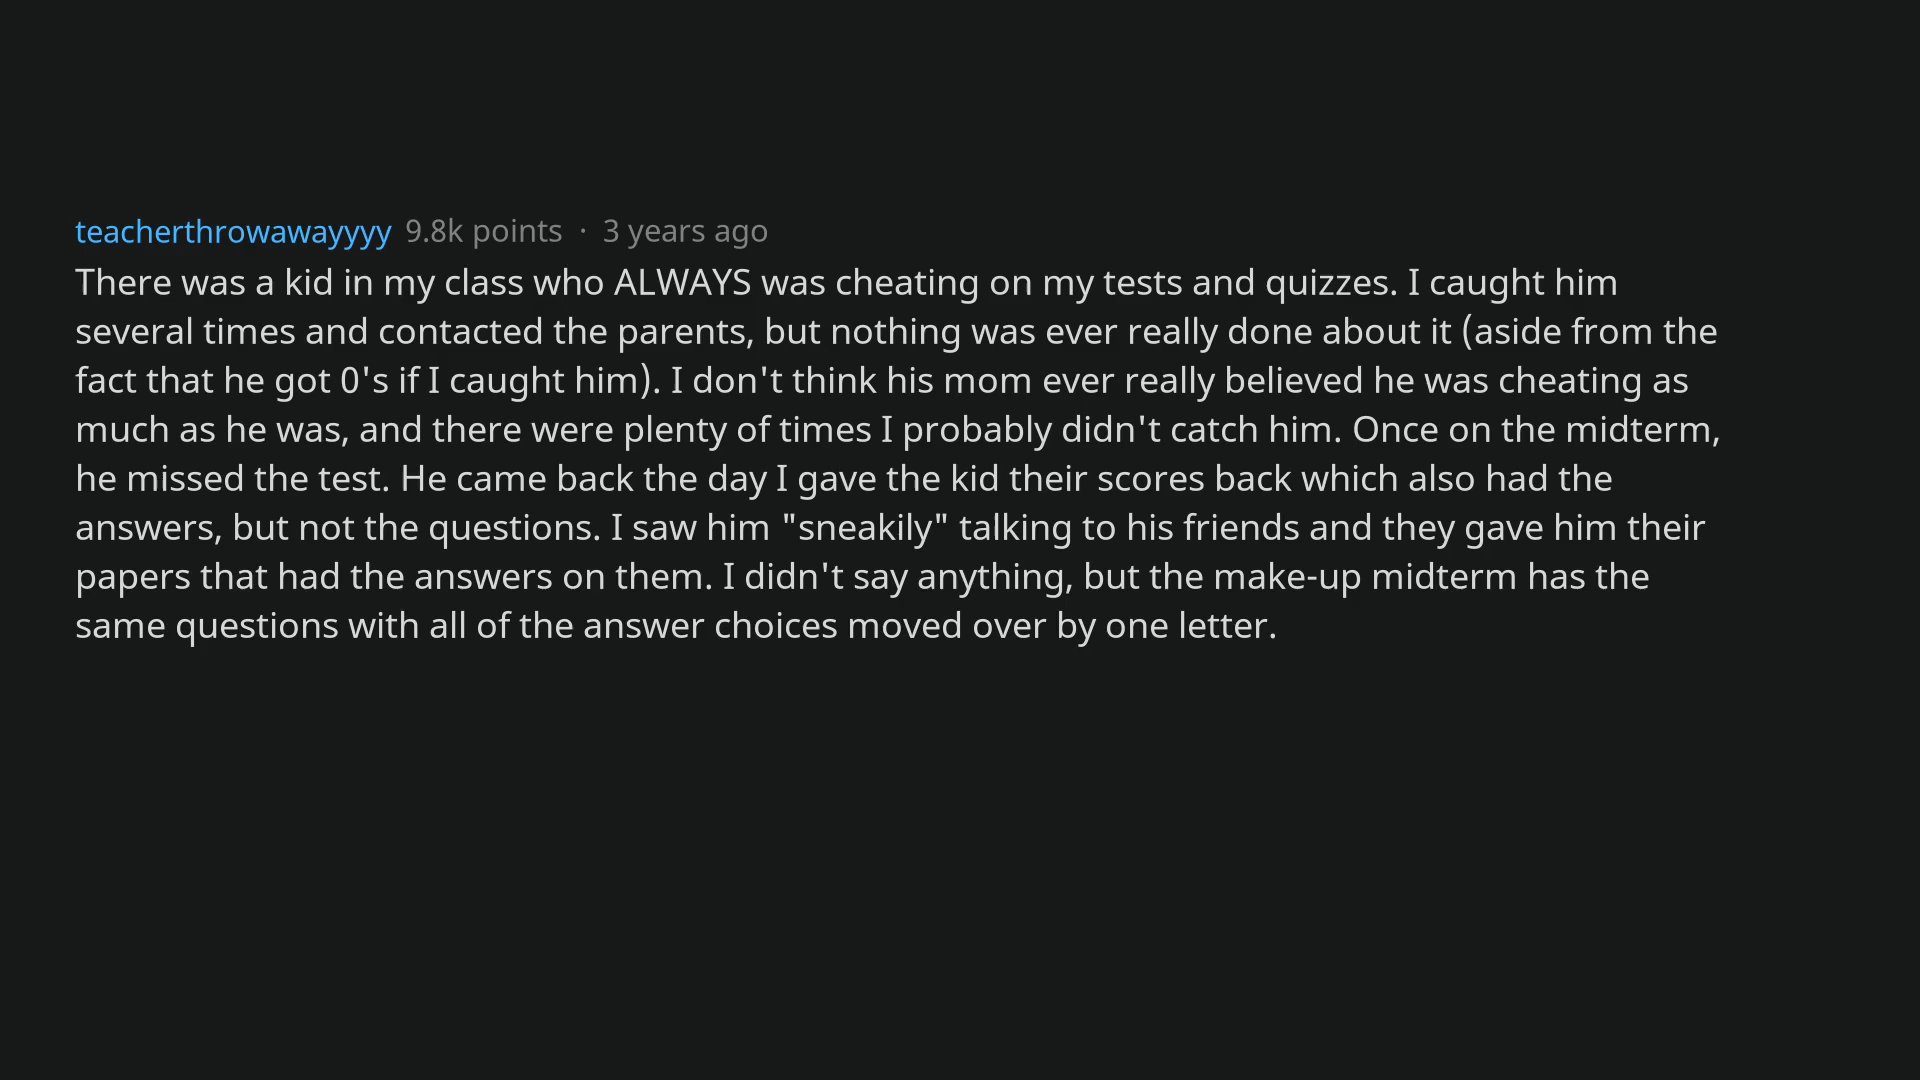 teacherthrowawayyyy 9.8k points · 3 years ago
There was a kid in my class who ALWAYS was cheating on my tests and quizzes. I caught him
several times and contacted the parents, but nothing was ever really done about it (aside from the
fact that he got 0's if I caught him). I don't think his mom ever really believed he was cheating as
much as he was, and there were plenty of times I probably didn't catch him. Once on the midterm,
he missed the test. He came back the day I gave the kid their scores back which also had the
answers, but not the questions. I saw him "sneakily" talking to his friends and they gave him their
papers that had the answers on them. I didn't say anything, but the make-up midterm has the
same questions with all of the answer choices moved over by one letter.